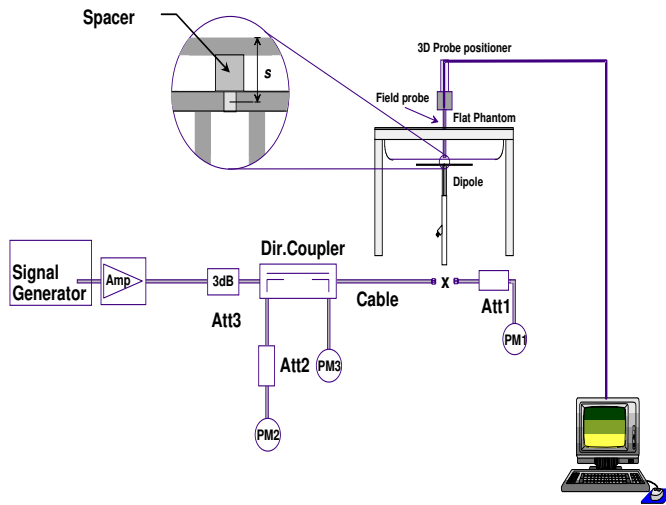 Spacer
s
3D Probe positioner
Field probe
Flat Phantom
Dipole
Dir.Coupler
Signal
Generator
Amp
3dB
Att3
Cable
x
Att1
PM1
Att2
PM3
PM2